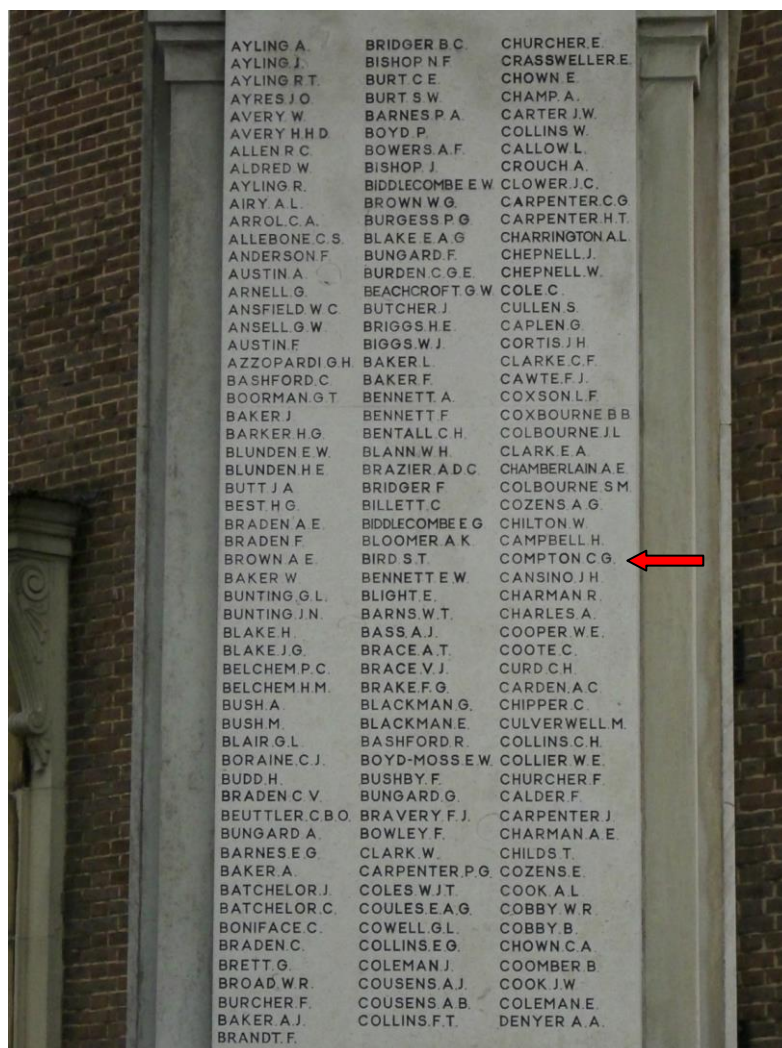 AYLING.A. BRIDGER B.C. CHURCHER.E.
AYLING.J. BISHOP N F CRASSWELLER.E.
AYLING R.T. BURT C E. CHOWN E.
AYRES J O. BURT S W. CHAMP. A.
AVERY. W. BARNES. P. A. CARTER J.W.
AVERY H.H D. BOYD. P. COLLINS W.
ALLEN R C. BOWERS. A. F. CALLOW. L.
ALDRED W. BISHOP. J. CROUCH A.
AYLING R. BIDDLECOMBE E W. CLOWER.J.C.
AIRY. A.L. BROWN. W.G. CARPENTER.C.G
ARROL.C.A. BURGESS P G. CARPENTER.H.T.
ALLEBONE.C.S. BLAKE.E.A.G CHARRINGTON A.L
ANDERSON.F. BUNGARD.F. CHEPNELL.J.
AUSTIN.A. BURDEN.C.G.E. CHEPNELL.W.
ARNELL.G. BEACHCROFT. G.W. COLE.C.
ANSFIELD. W.C. BUTCHER.J. CULLEN.S.
ANSELL.G.W. BRIGGS.H.E. CAPLEN.G.
AUSTIN.F. BIGGS.W.J. CORTIS.J H.
AZZOPARDI G.H. BAKER L. CLARKE.C.F.
BASHFORD.C. BAKER F. CAWTE.F.J.
BOORMAN.G.T BENNETT. A. COXSON L.F.
BAKER J BENNETT F COXBOURNE B B
BARKER.H.G. BENTALL.C.H. COLBOURNE.J.L
BLUNDEN E.W. BLANN.W H. CLARK.E.A.
BLUNDEN.H E. BRAZIER.A.D.C. CHAMBERLAIN A.E.
BUTT J A BRIDGER F COLBOURNE.S M.
BEST.H G. BILLETT.C COZENS.A.G.
BRADEN A.E. BIDDLECOMBE E G. CHILTON.W.
BRADEN F. BLOOMER.A.K. CAMPBELL.H.
BROWN.A E. BIRD S.T. COMPTON.C.G.
BAKER W BENNETT.E.W. CANSINO.J H.
BUNTING.G.L. BLIGHT.E. CHARMAN.R.
BUNTING.J.N. BARNS.W.T. CHARLES.A.
BLAKE.H. BASS.A.J. COOPER.W.E.
BLAKE.J.G. BRACE.A.T. COOTE.C.
BELCHEM.P.C. BRACE.V.J. CURD.C.H.
BELCHEM.H.M. BRAKE.F.G. CARDEN.A.C.
BUSH.A. BLACKMAN.G. CHIPPER.C.
BUSH.M. BLACKMAN.E. CULVERWELL.M.
BLAIR.G.L. BASHFORD.R. COLLINS.C.H.
BORAINE.C.J. BOYD-MOSS.E.W. COLLIER.W.E.
BUDD.H. BUSHBY.F. CHURCHER.F.
BRADEN.C.V. BUNGARD.G. CALDER.F.
BEUTTLER.C.B.O. BRAVERY.F.J. CARPENTER.J
BUNGARD.A. BOWLEY.F. CHARMAN.A.E.
BARNES.E.G. CLARK.W. CHILDS.T.
BAKER.A. CARPENTER.P.G. COZENS.E.
BATCHELOR.J. COLES.W.J.T. COOK.A.L
BATCHELOR.C. COULES.E.A.G. COBBY.W.R.
BONIFACE.C. COWELL.G.L. COBBY.B.
BRADEN.C. COLLINS.E.G. CHOWN.C.A.
BRETT.G. COLEMAN.J. COOMBER.B.
BROAD.W.R. COUSENS.A.J. COOK.J.W
BURCHER.F. COUSENS.A.B. COLEMAN.E.
BAKER.A.J. COLLINS.F.T. DENYER A.A.
BRANDT.F.